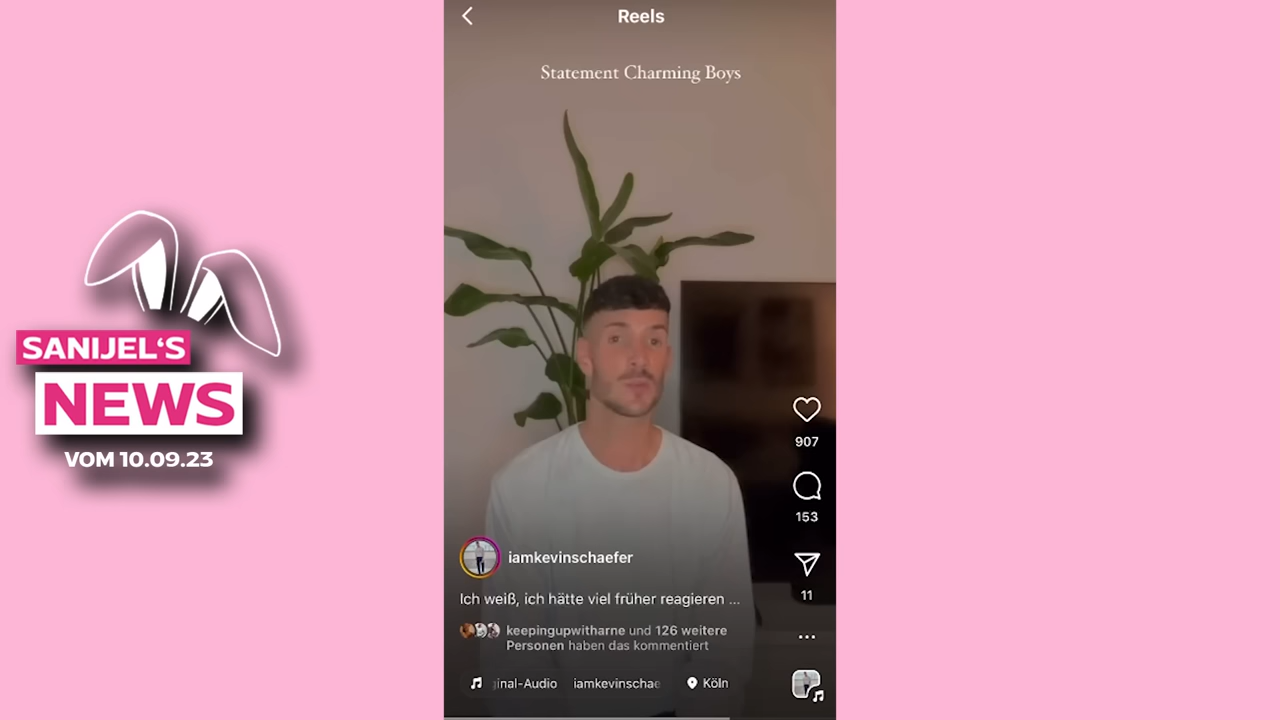 Reels
Statement Charming Boys
SANIJEL‘S
NEWS
VOM 10.09.23
907
153
11
iamkevinschaefer
Ich weiß, ich hätte viel früher reagieren ...
keepingupwitharne und 126 weitere
Personen haben das kommentiert
inal-Audio iamkevinschae
Köln